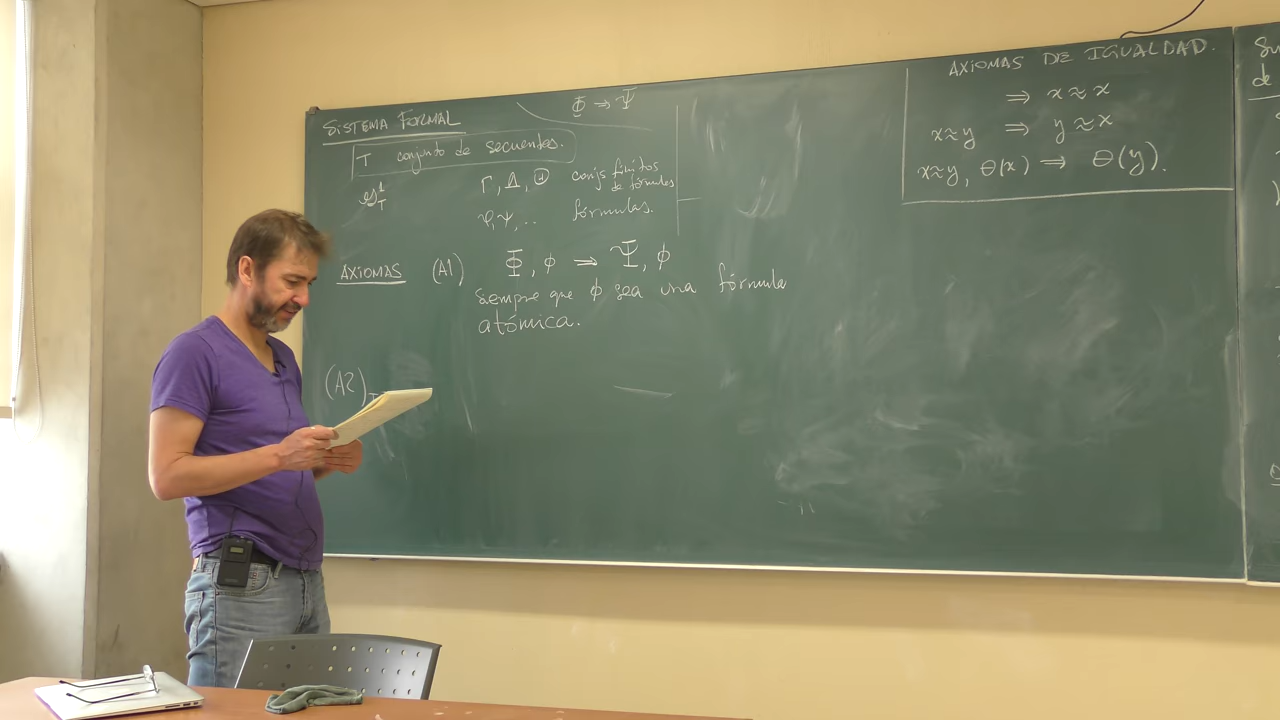 SISTEMA FORMAL
Φ ⇒ Ψ
T conjunto de secuentes.
Γ, Δ, Θ conjs finitos
de fórmulas
φ, ψ, .. fórmulas.
AXIOMAS (A1) Φ, ϕ ⇒ Ψ, ϕ
siempre que ϕ sea una fórmula
atómica.
(A2)
AXIOMAS DE IGUALDAD.
⇒ x ≈ x
x≈y ⇒ y ≈ x
x≈y, θ(x) ⇒ θ(y).
de